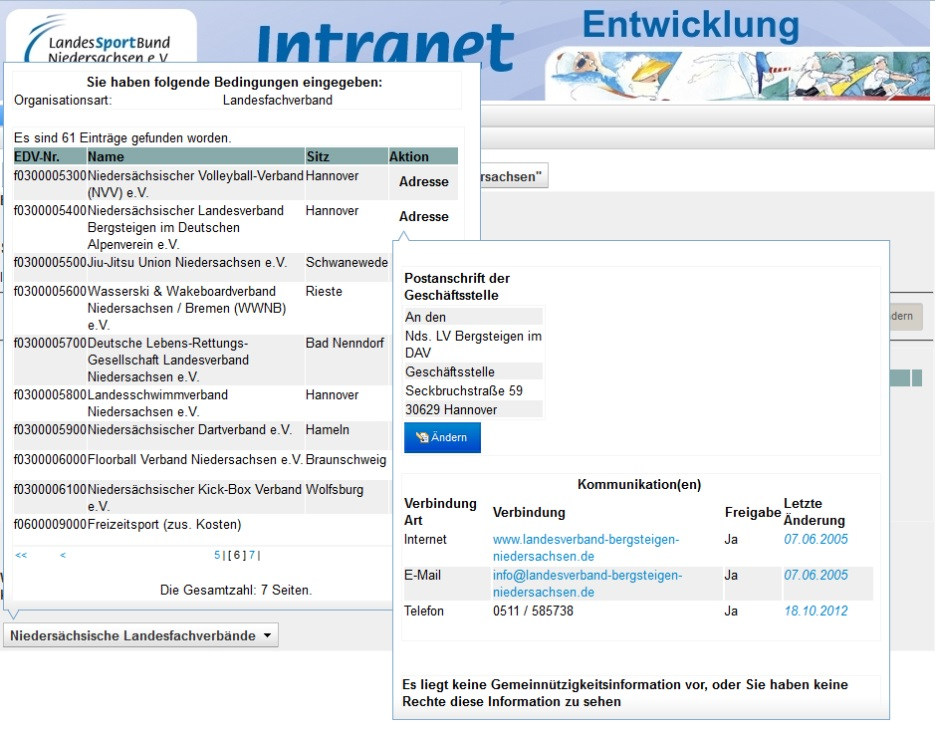 LandesSportBund
Niedersachsen e.V.
Intranet
Entwicklung
Sie haben folgende Bedingungen eingegeben:
Organisationsart: Landesfachverband
Es sind 61 Einträge gefunden worden.
EDV-Nr. Name Sitz Aktion
f0300005300 Niedersächsischer Volleyball-Verband Hannover Adresse
(NVV) e.V.
f0300005400 Niedersächsischer Landesverband Hannover Adresse
Bergsteigen im Deutschen
Alpenverein e.V.
f0300005500 Jiu-Jitsu Union Niedersachsen e.V. Schwanewede
f0300005600 Wasserski & Wakeboardverband Rieste
Niedersachsen / Bremen (WWNB)
e.V.
f0300005700 Deutsche Lebens-Rettungs- Bad Nenndorf
Gesellschaft Landesverband
Niedersachsen e.V.
f0300005800 Landesschwimmverband Hannover
Niedersachsen e.V.
f0300005900 Niedersächsischer Dartverband e.V. Hameln
f0300006000 Floorball Verband Niedersachsen e.V. Braunschweig
f0300006100 Niedersächsischer Kick-Box Verband Wolfsburg
e.V.
f0600009000 Freizeitsport (zus. Kosten)
<< < 5|[ 6 ] 7|
Die Gesamtzahl: 7 Seiten.
Niedersächsische Landesfachverbände
rsachsen"
dern
Postanschrift der
Geschäftsstelle
An den
Nds. LV Bergsteigen im
DAV
Geschäftsstelle
Seckbruchstraße 59
30629 Hannover
Ändern
Kommunikation(en)
Verbindung Art Verbindung Freigabe Letzte Änderung
Internet www.landesverband-bergsteigen- Ja 07.06.2005
niedersachsen.de
E-Mail info@landesverband-bergsteigen- Ja 07.06.2005
niedersachsen.de
Telefon 0511 / 585738 Ja 18.10.2012
Es liegt keine Gemeinnützigkeitsinformation vor, oder Sie haben keine
Rechte diese Information zu sehen